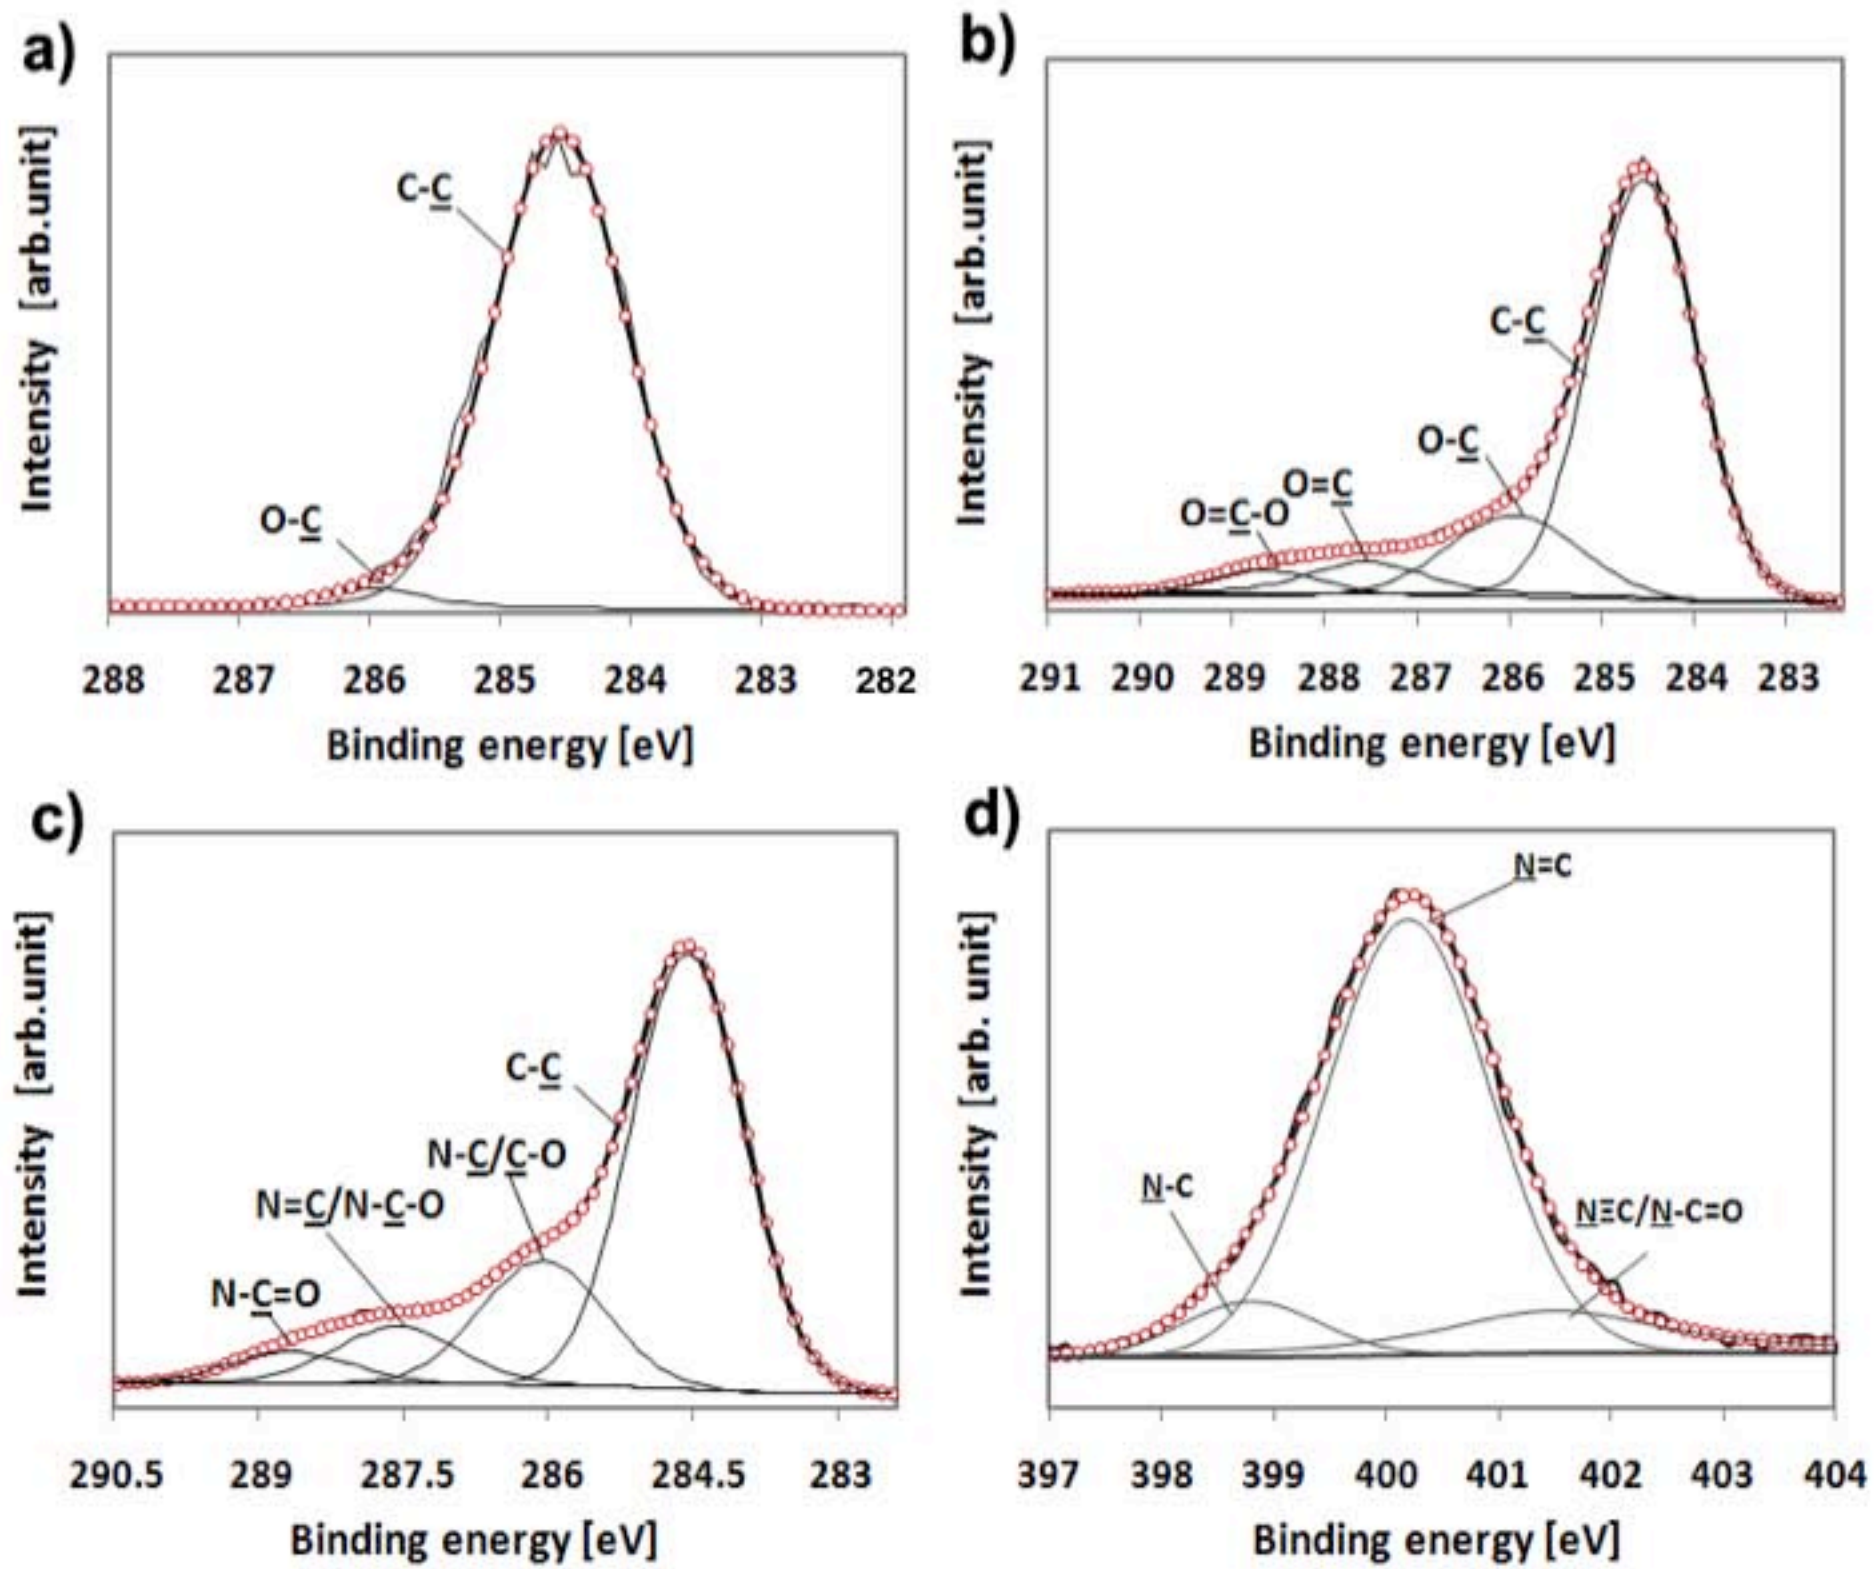 a)
Intensity [arb.unit]
C-C
O-C
288 287 286 285 284 283 282
Binding energy [eV]
b)
Intensity [arb.unit]
C-C
O-C
O=C
O=C-O
291 290 289 288 287 286 285 284 283
Binding energy [eV]
c)
Intensity [arb.unit]
C-C
N-C/C-O
N=C/N-C-O
N-C=O
290.5 289 287.5 286 284.5 283
Binding energy [eV]
d)
Intensity [arb. unit]
N=C
N-C
N≡C/N-C=O
397 398 399 400 401 402 403 404
Binding energy [eV]